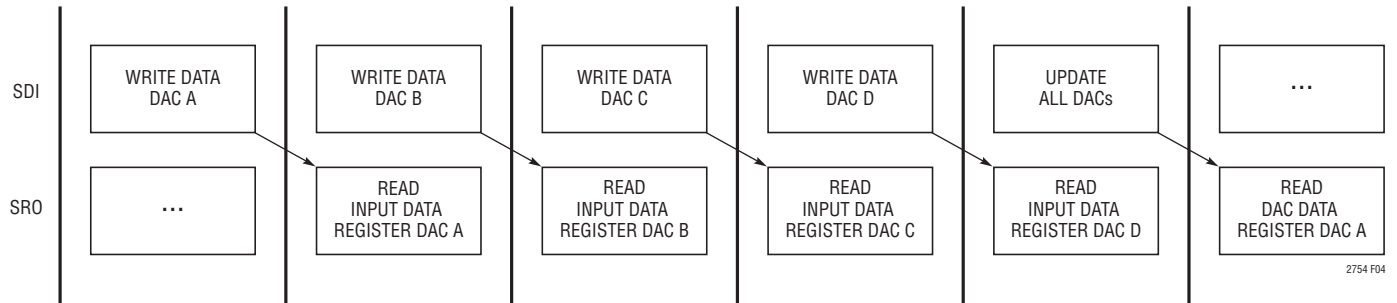 SDI
WRITE DATA
DAC A
WRITE DATA
DAC B
WRITE DATA
DAC C
WRITE DATA
DAC D
UPDATE
ALL DACs
...
SRO
...
READ
INPUT DATA
REGISTER DAC A
READ
INPUT DATA
REGISTER DAC B
READ
INPUT DATA
REGISTER DAC C
READ
INPUT DATA
REGISTER DAC D
READ
DAC DATA
REGISTER DAC A
2754 F04